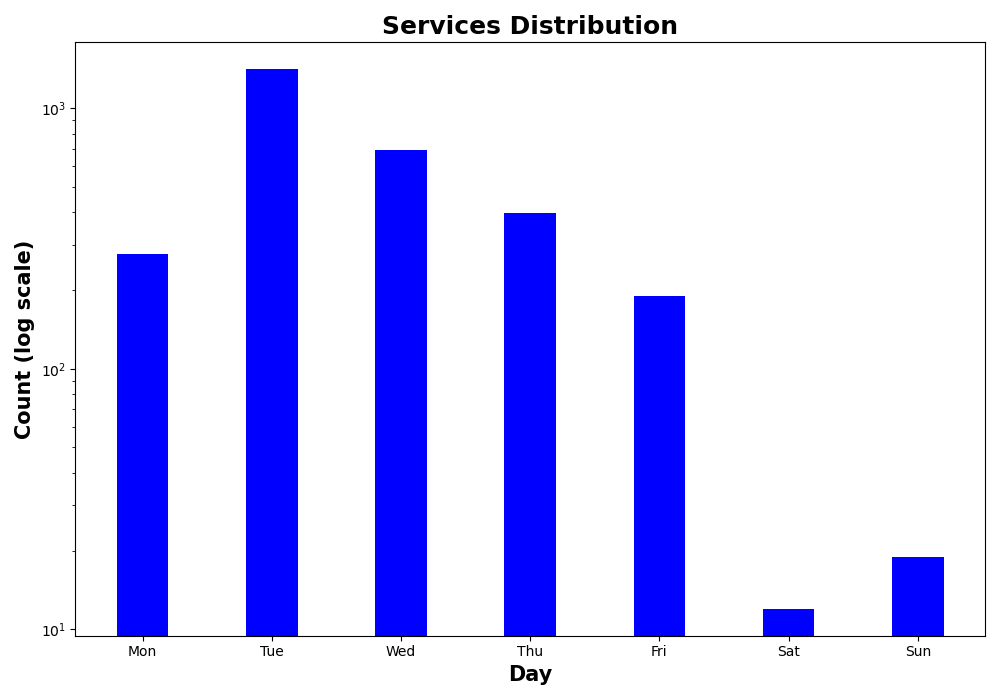 Services Distribution
Count (log scale)
10³
10²
10¹
Mon Tue Wed Thu Fri Sat Sun
Day